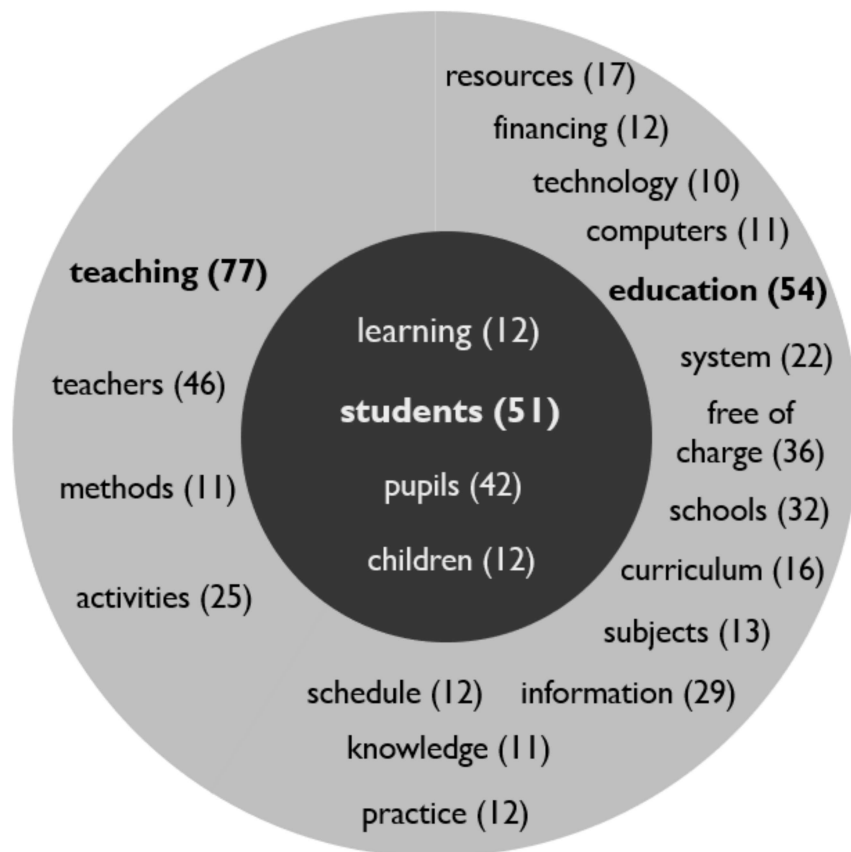 resources (17)
financing (12)
technology (10)
computers (11)
teaching (77)
education (54)
learning (12)
system (22)
teachers (46)
students (51)
free of
charge (36)
methods (11)
pupils (42)
schools (32)
children (12)
curriculum (16)
activities (25)
subjects (13)
schedule (12) information (29)
knowledge (11)
practice (12)